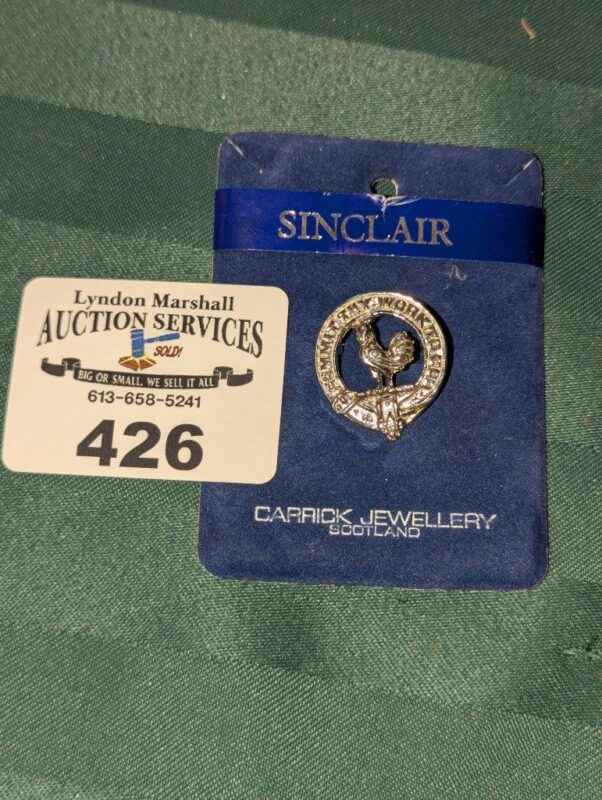 Lyndon Marshall
AUCTION SERVICES
SOLD!
BIG OR SMALL, WE SELL IT ALL
613-658-5241
426
SINCLAIR
COMMIT THY WORK TO GOD
CARRICK JEWELLERY
SCOTLAND